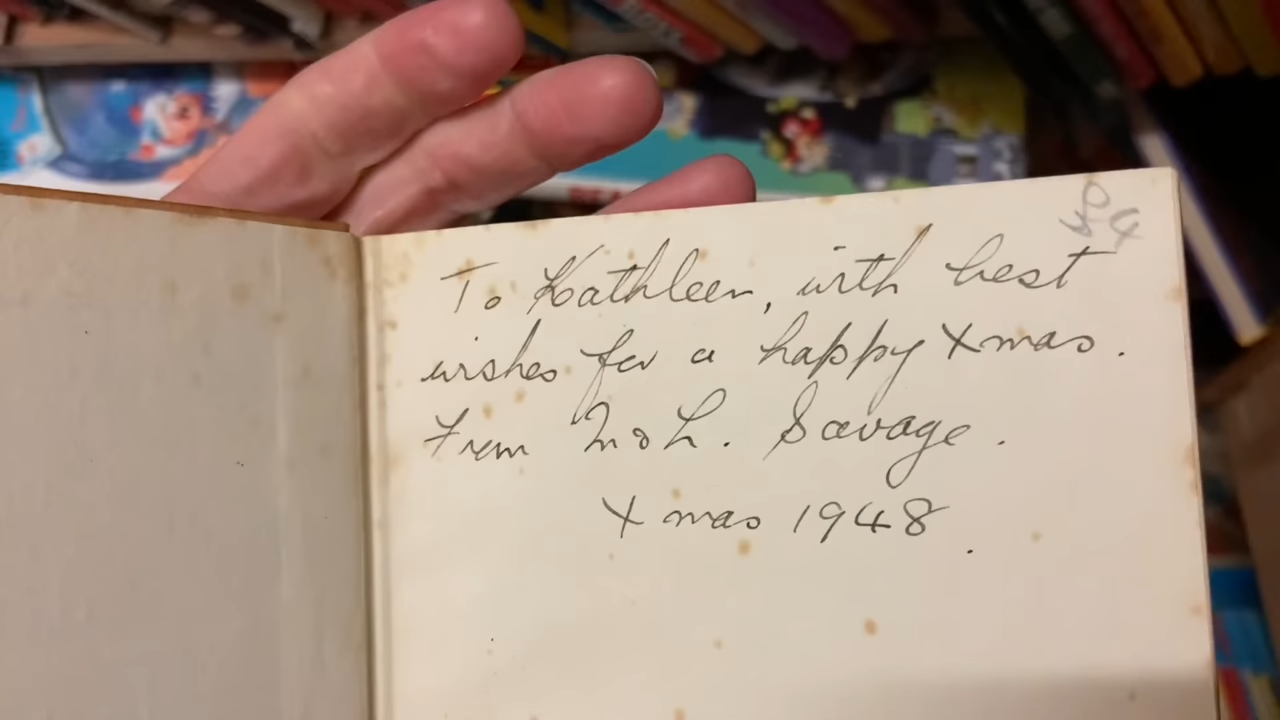 To Kathleen, with best
wishes for a happy Xmas.
From Savage.
Xmas 1948.